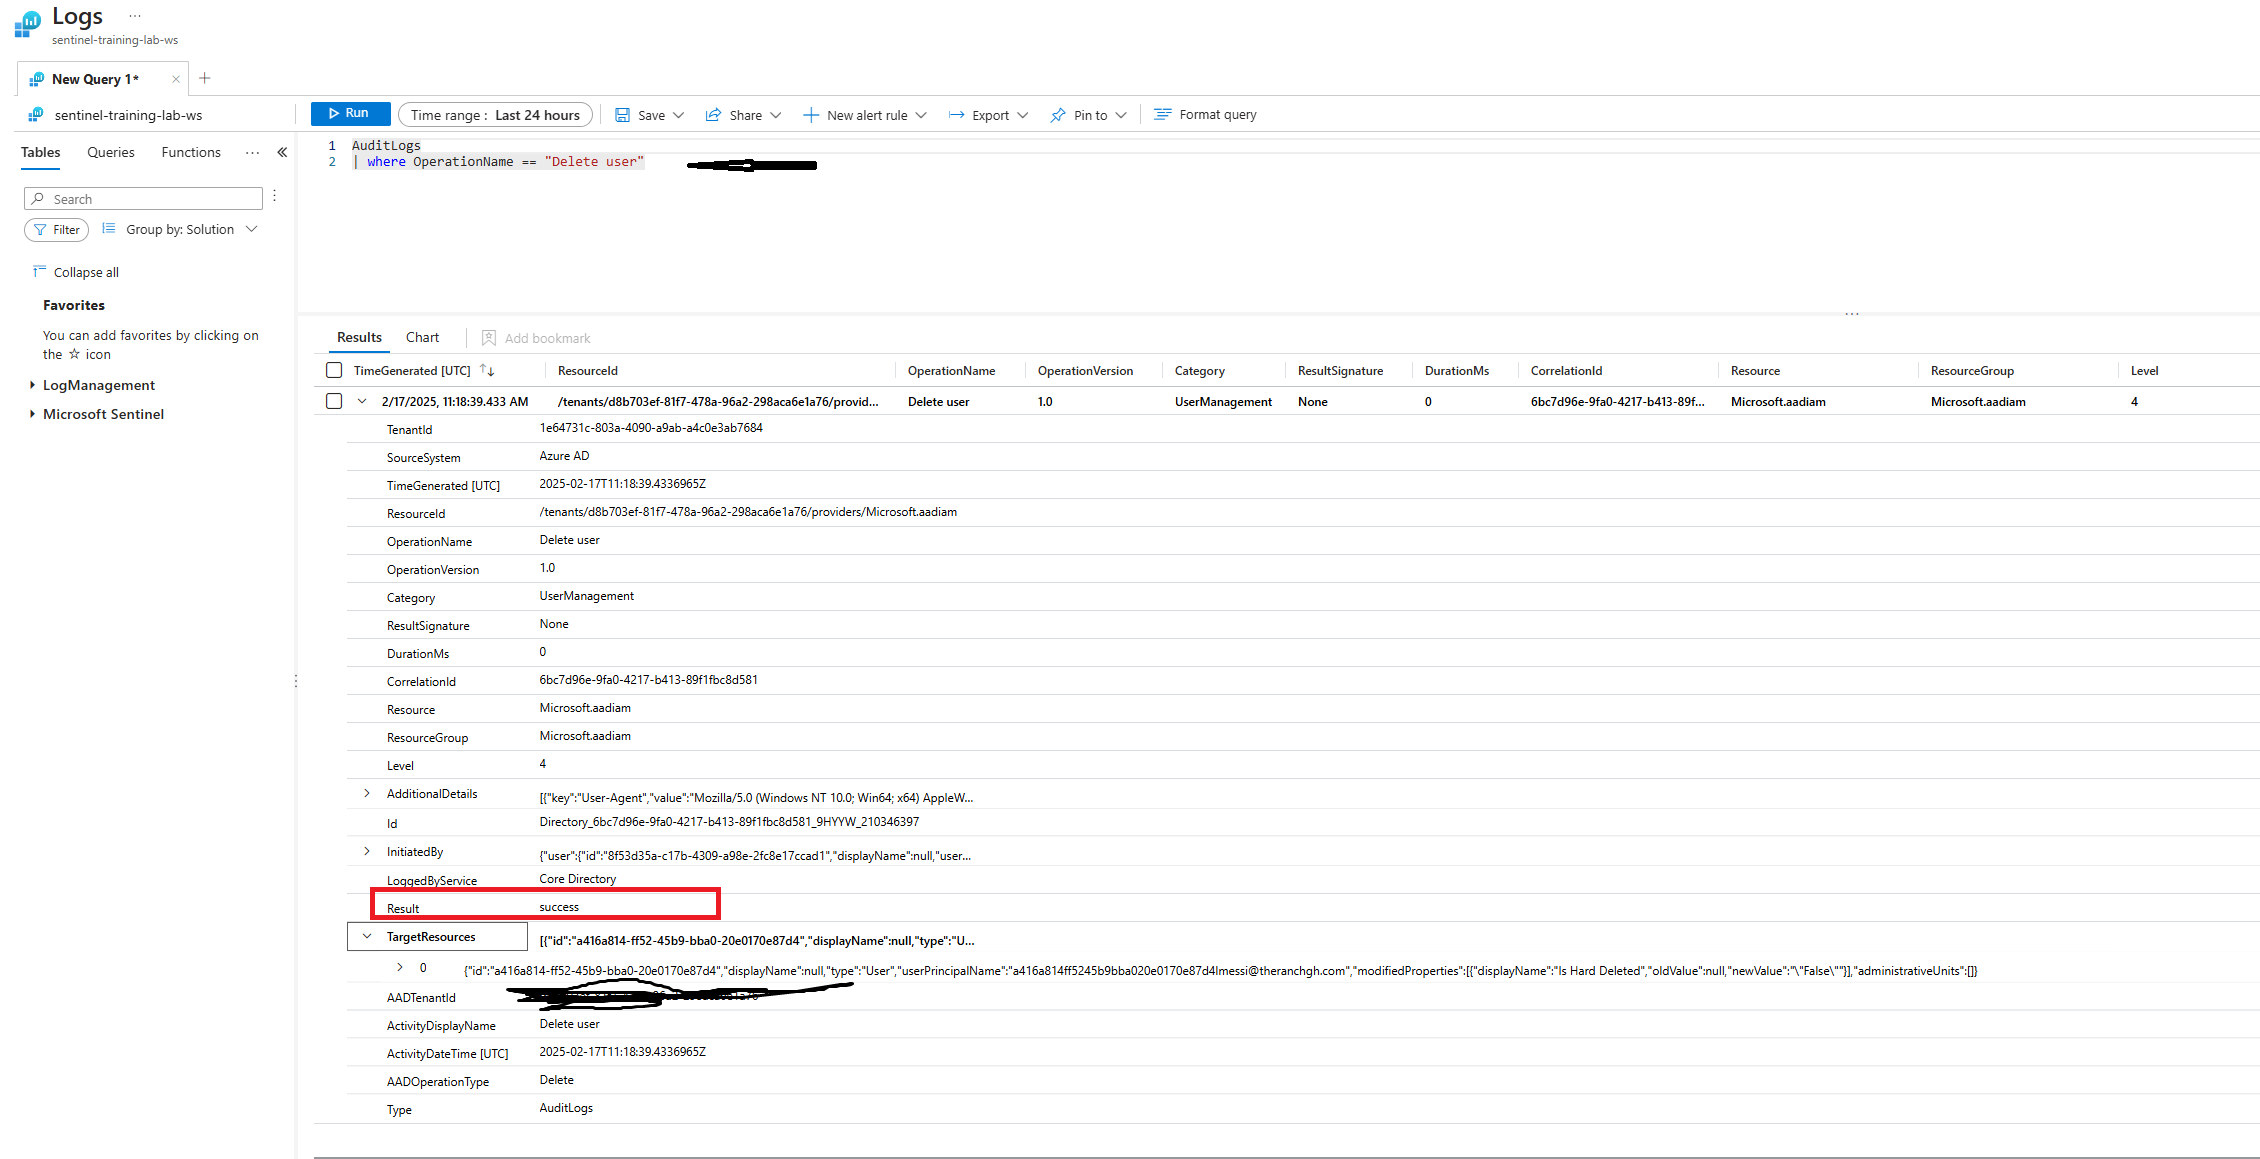 Logs ...
sentinel-training-lab-ws
New Query 1*
sentinel-training-lab-ws
Run
Time range : Last 24 hours
Save
Share
New alert rule
Export
Pin to
Format query
Tables Queries Functions ...
Search
Filter
Group by: Solution
Collapse all
Favorites
You can add favorites by clicking on
the ☆ icon
LogManagement
Microsoft Sentinel
1 AuditLogs
2 | where OperationName == "Delete user"
Results Chart Add bookmark
TimeGenerated [UTC] ResourceId OperationName OperationVersion Category ResultSignature DurationMs CorrelationId Resource ResourceGroup Level
2/17/2025, 11:18:39.433 AM /tenants/d8b703ef-81f7-478a-96a2-298aca6e1a76/provid... Delete user 1.0 UserManagement None 0 6bc7d96e-9fa0-4217-b413-89f... Microsoft.aadiam Microsoft.aadiam 4
TenantId 1e64731c-803a-4090-a9ab-a4c0e3ab7684
SourceSystem Azure AD
TimeGenerated [UTC] 2025-02-17T11:18:39.4336965Z
ResourceId /tenants/d8b703ef-81f7-478a-96a2-298aca6e1a76/providers/Microsoft.aadiam
OperationName Delete user
OperationVersion 1.0
Category UserManagement
ResultSignature None
DurationMs 0
CorrelationId 6bc7d96e-9fa0-4217-b413-89f1fbc8d581
Resource Microsoft.aadiam
ResourceGroup Microsoft.aadiam
Level 4
AdditionalDetails [{"key":"User-Agent","value":"Mozilla/5.0 (Windows NT 10.0; Win64; x64) AppleW...
Id Directory_6bc7d96e-9fa0-4217-b413-89f1fbc8d581_9HYYW_210346397
InitiatedBy {"user":{"id":"8f53d35a-c17b-4309-a98e-2fc8e17ccad1","displayName":null,"user...
LoggedByService Core Directory
Result success
TargetResources [{"id":"a416a814-ff52-45b9-bba0-20e0170e87d4","displayName":null,"type":"U...
0 {"id":"a416a814-ff52-45b9-bba0-20e0170e87d4","displayName":null,"type":"User","userPrincipalName":"a416a814ff5245b9bba020e0170e87d4lmessi@theranchgh.com","modifiedProperties":[{"displayName":"Is Hard Deleted","oldValue":null,"newValue":"\"False\""}],"administrativeUnits":[]}
AADTenantId
ActivityDisplayName Delete user
ActivityDateTime [UTC] 2025-02-17T11:18:39.4336965Z
AADOperationType Delete
Type AuditLogs